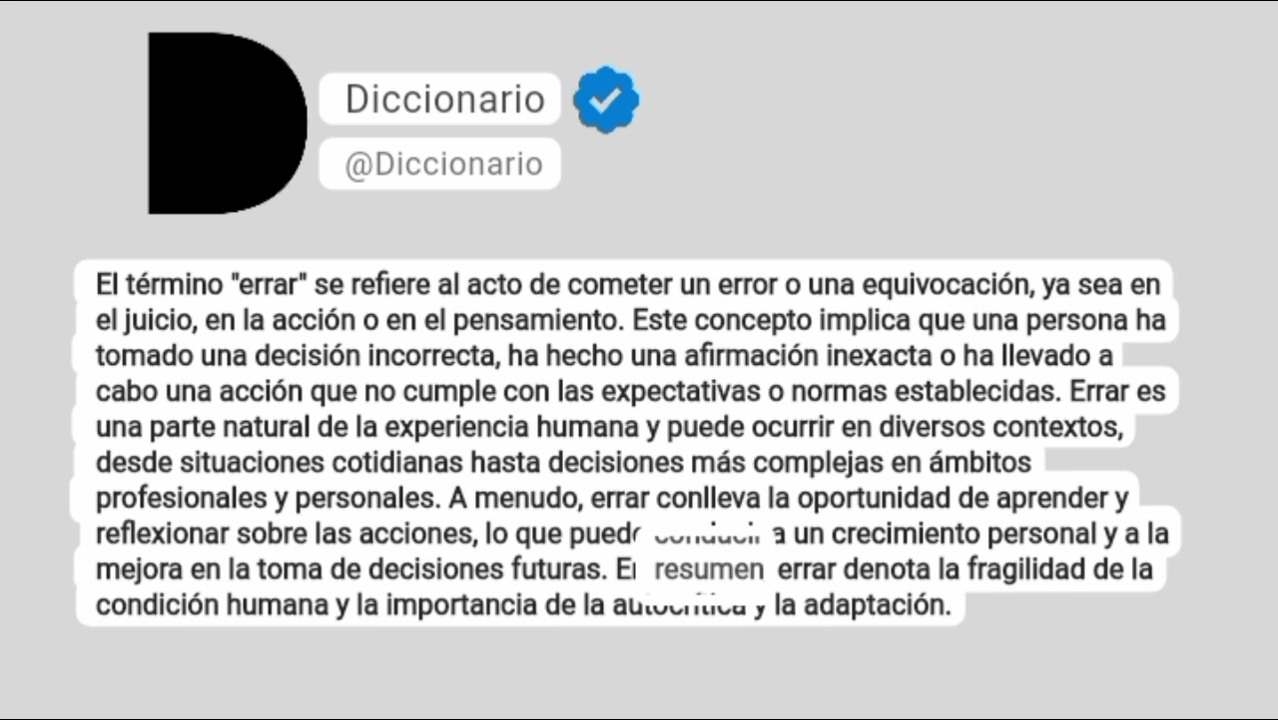 Diccionario
@Diccionario
El término "errar" se refiere al acto de cometer un error o una equivocación, ya sea en
el juicio, en la acción o en el pensamiento. Este concepto implica que una persona ha
tomado una decisión incorrecta, ha hecho una afirmación inexacta o ha llevado a
cabo una acción que no cumple con las expectativas o normas establecidas. Errar es
una parte natural de la experiencia humana y puede ocurrir en diversos contextos,
desde situaciones cotidianas hasta decisiones más complejas en ámbitos
profesionales y personales. A menudo, errar conlleva la oportunidad de aprender y
reflexionar sobre las acciones, lo que puede conducir a un crecimiento personal y a la
mejora en la toma de decisiones futuras. En resumen errar denota la fragilidad de la
condición humana y la importancia de la autocrítica y la adaptación.